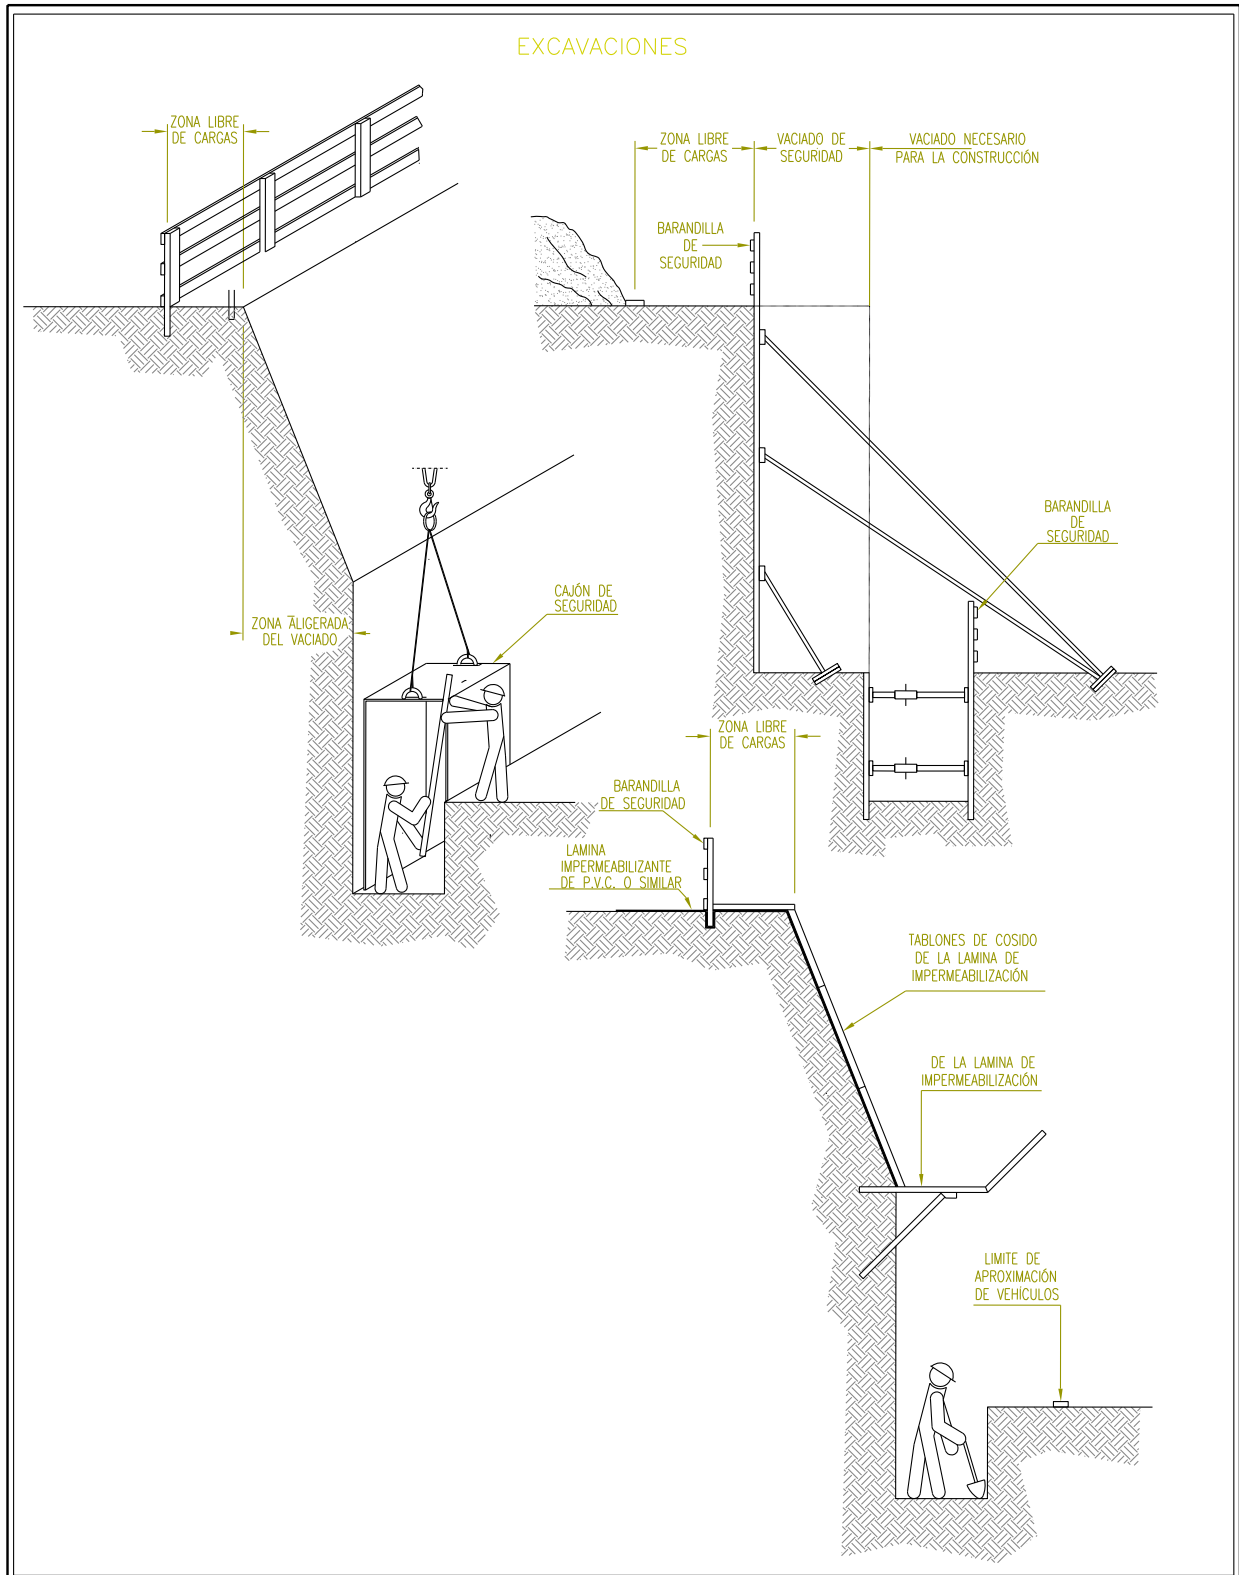 EXCAVACIONES
ZONA LIBRE
DE CARGAS
ZONA LIBRE
DE CARGAS
VACIADO DE
SEGURIDAD
VACIADO NECESARIO
PARA LA CONSTRUCCIÓN
BARANDILLA
DE
SEGURIDAD
BARANDILLA
DE
SEGURIDAD
CAJÓN DE
SEGURIDAD
ZONA ALIGERADA
DEL VACIADO
ZONA LIBRE
DE CARGAS
BARANDILLA
DE SEGURIDAD
LAMINA
IMPERMEABILIZANTE
DE P.V.C. O SIMILAR
TABLONES DE COSIDO
DE LA LAMINA DE
IMPERMEABILIZACIÓN
DE LA LAMINA DE
IMPERMEABILIZACIÓN
LIMITE DE
APROXIMACIÓN
DE VEHÍCULOS